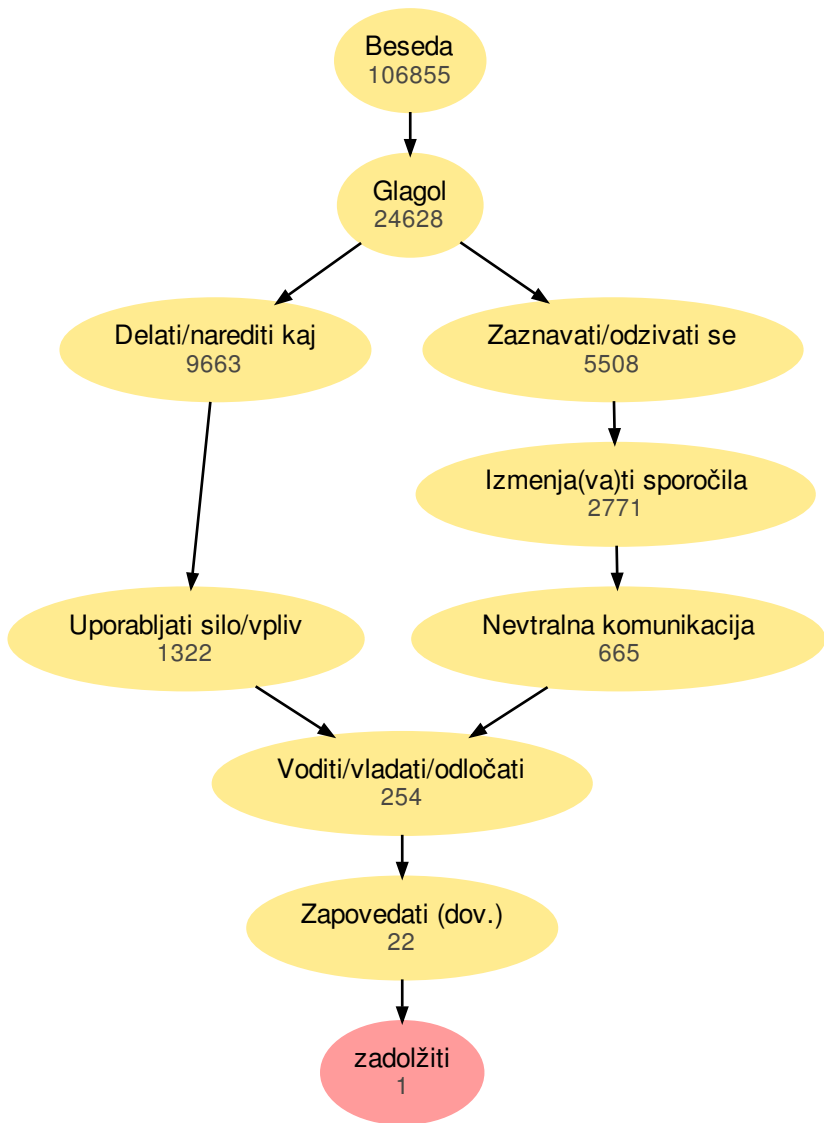 Beseda
106855
Glagol
24628
Delati/narediti kaj
9663
Zaznavati/odzivati se
5508
Izmenja(va)ti sporočila
2771
Uporabljati silo/vpliv
1322
Nevtralna komunikacija
665
Voditi/vladati/odločati
254
Zapovedati (dov.)
22
zadolžiti
1